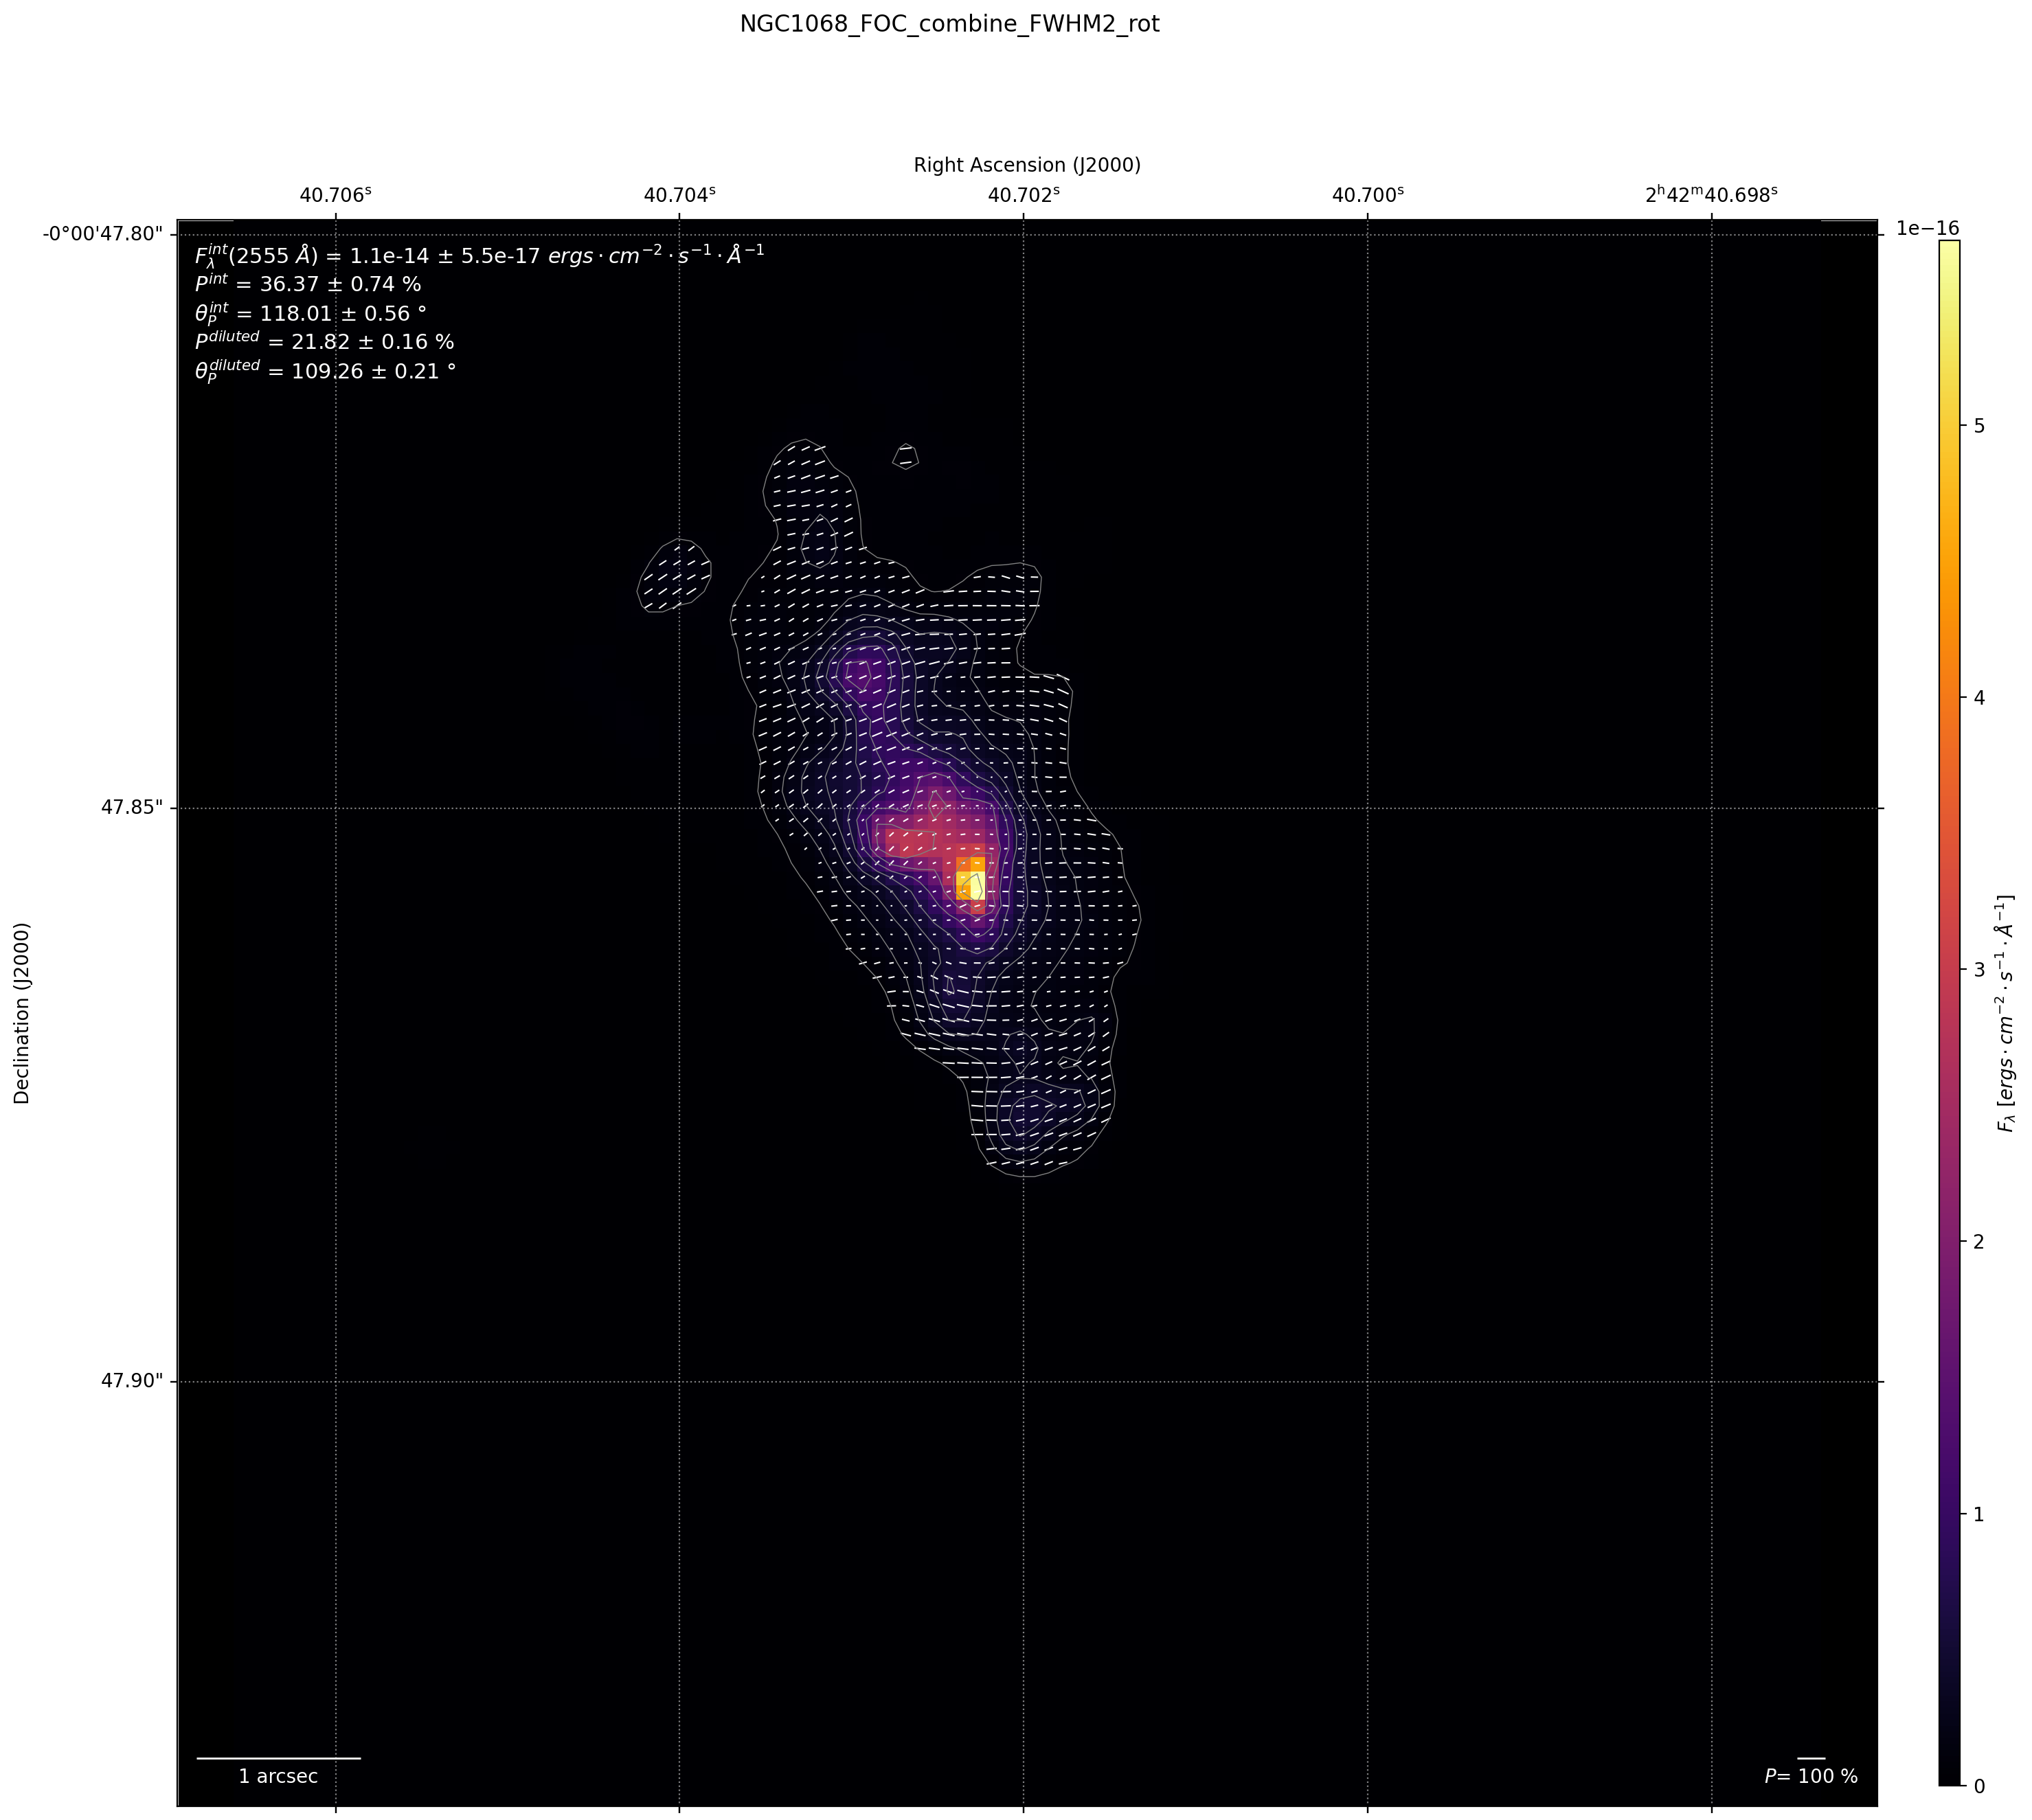 NGC1068_FOC_combine_FWHM2_rot
Right Ascension (J2000)
40.706ˢ 40.704ˢ 40.702ˢ 40.700ˢ 2ʰ42ᵐ40.698ˢ
-0°00'47.80"
47.85"
47.90"
Declination (J2000)
F_λ^int(2555 Å) = 1.1e-14 ± 5.5e-17 ergs · cm⁻² · s⁻¹ · Å⁻¹
P^int = 36.37 ± 0.74 %
θ_P^int = 118.01 ± 0.56 °
P^diluted = 21.82 ± 0.16 %
θ_P^diluted = 109.26 ± 0.21 °
1 arcsec
P= 100 %
1e−16
5
4
3
2
1
0
F_λ [ergs · cm⁻² · s⁻¹ · Å⁻¹]